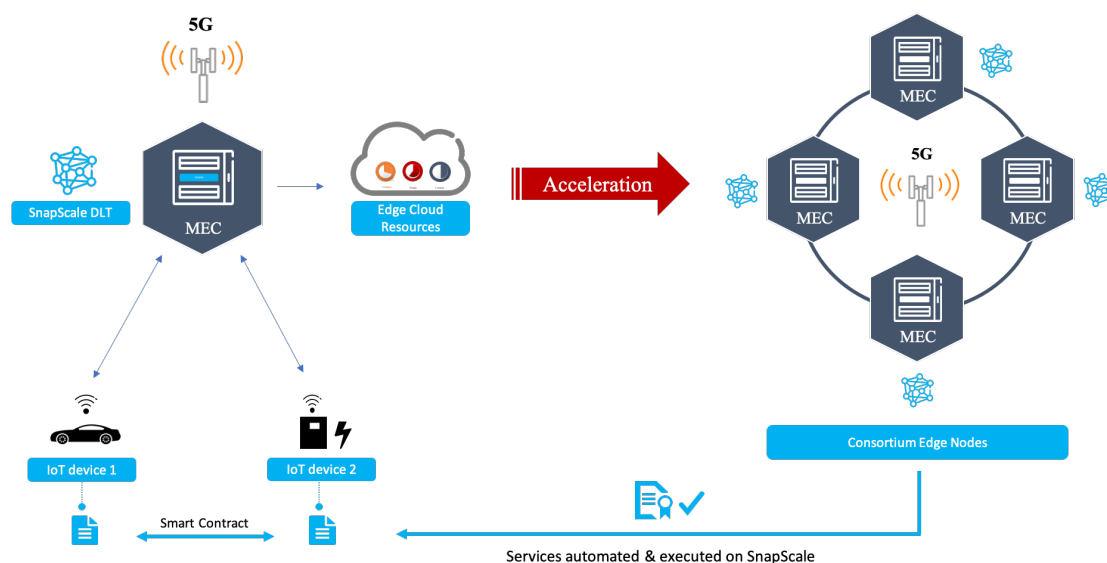 5G
SnapScale DLT
MEC
Edge Cloud
Resources
Acceleration
MEC
MEC
5G
MEC
MEC
Consortium Edge Nodes
IoT device 1
IoT device 2
Smart Contract
Services automated & executed on SnapScale